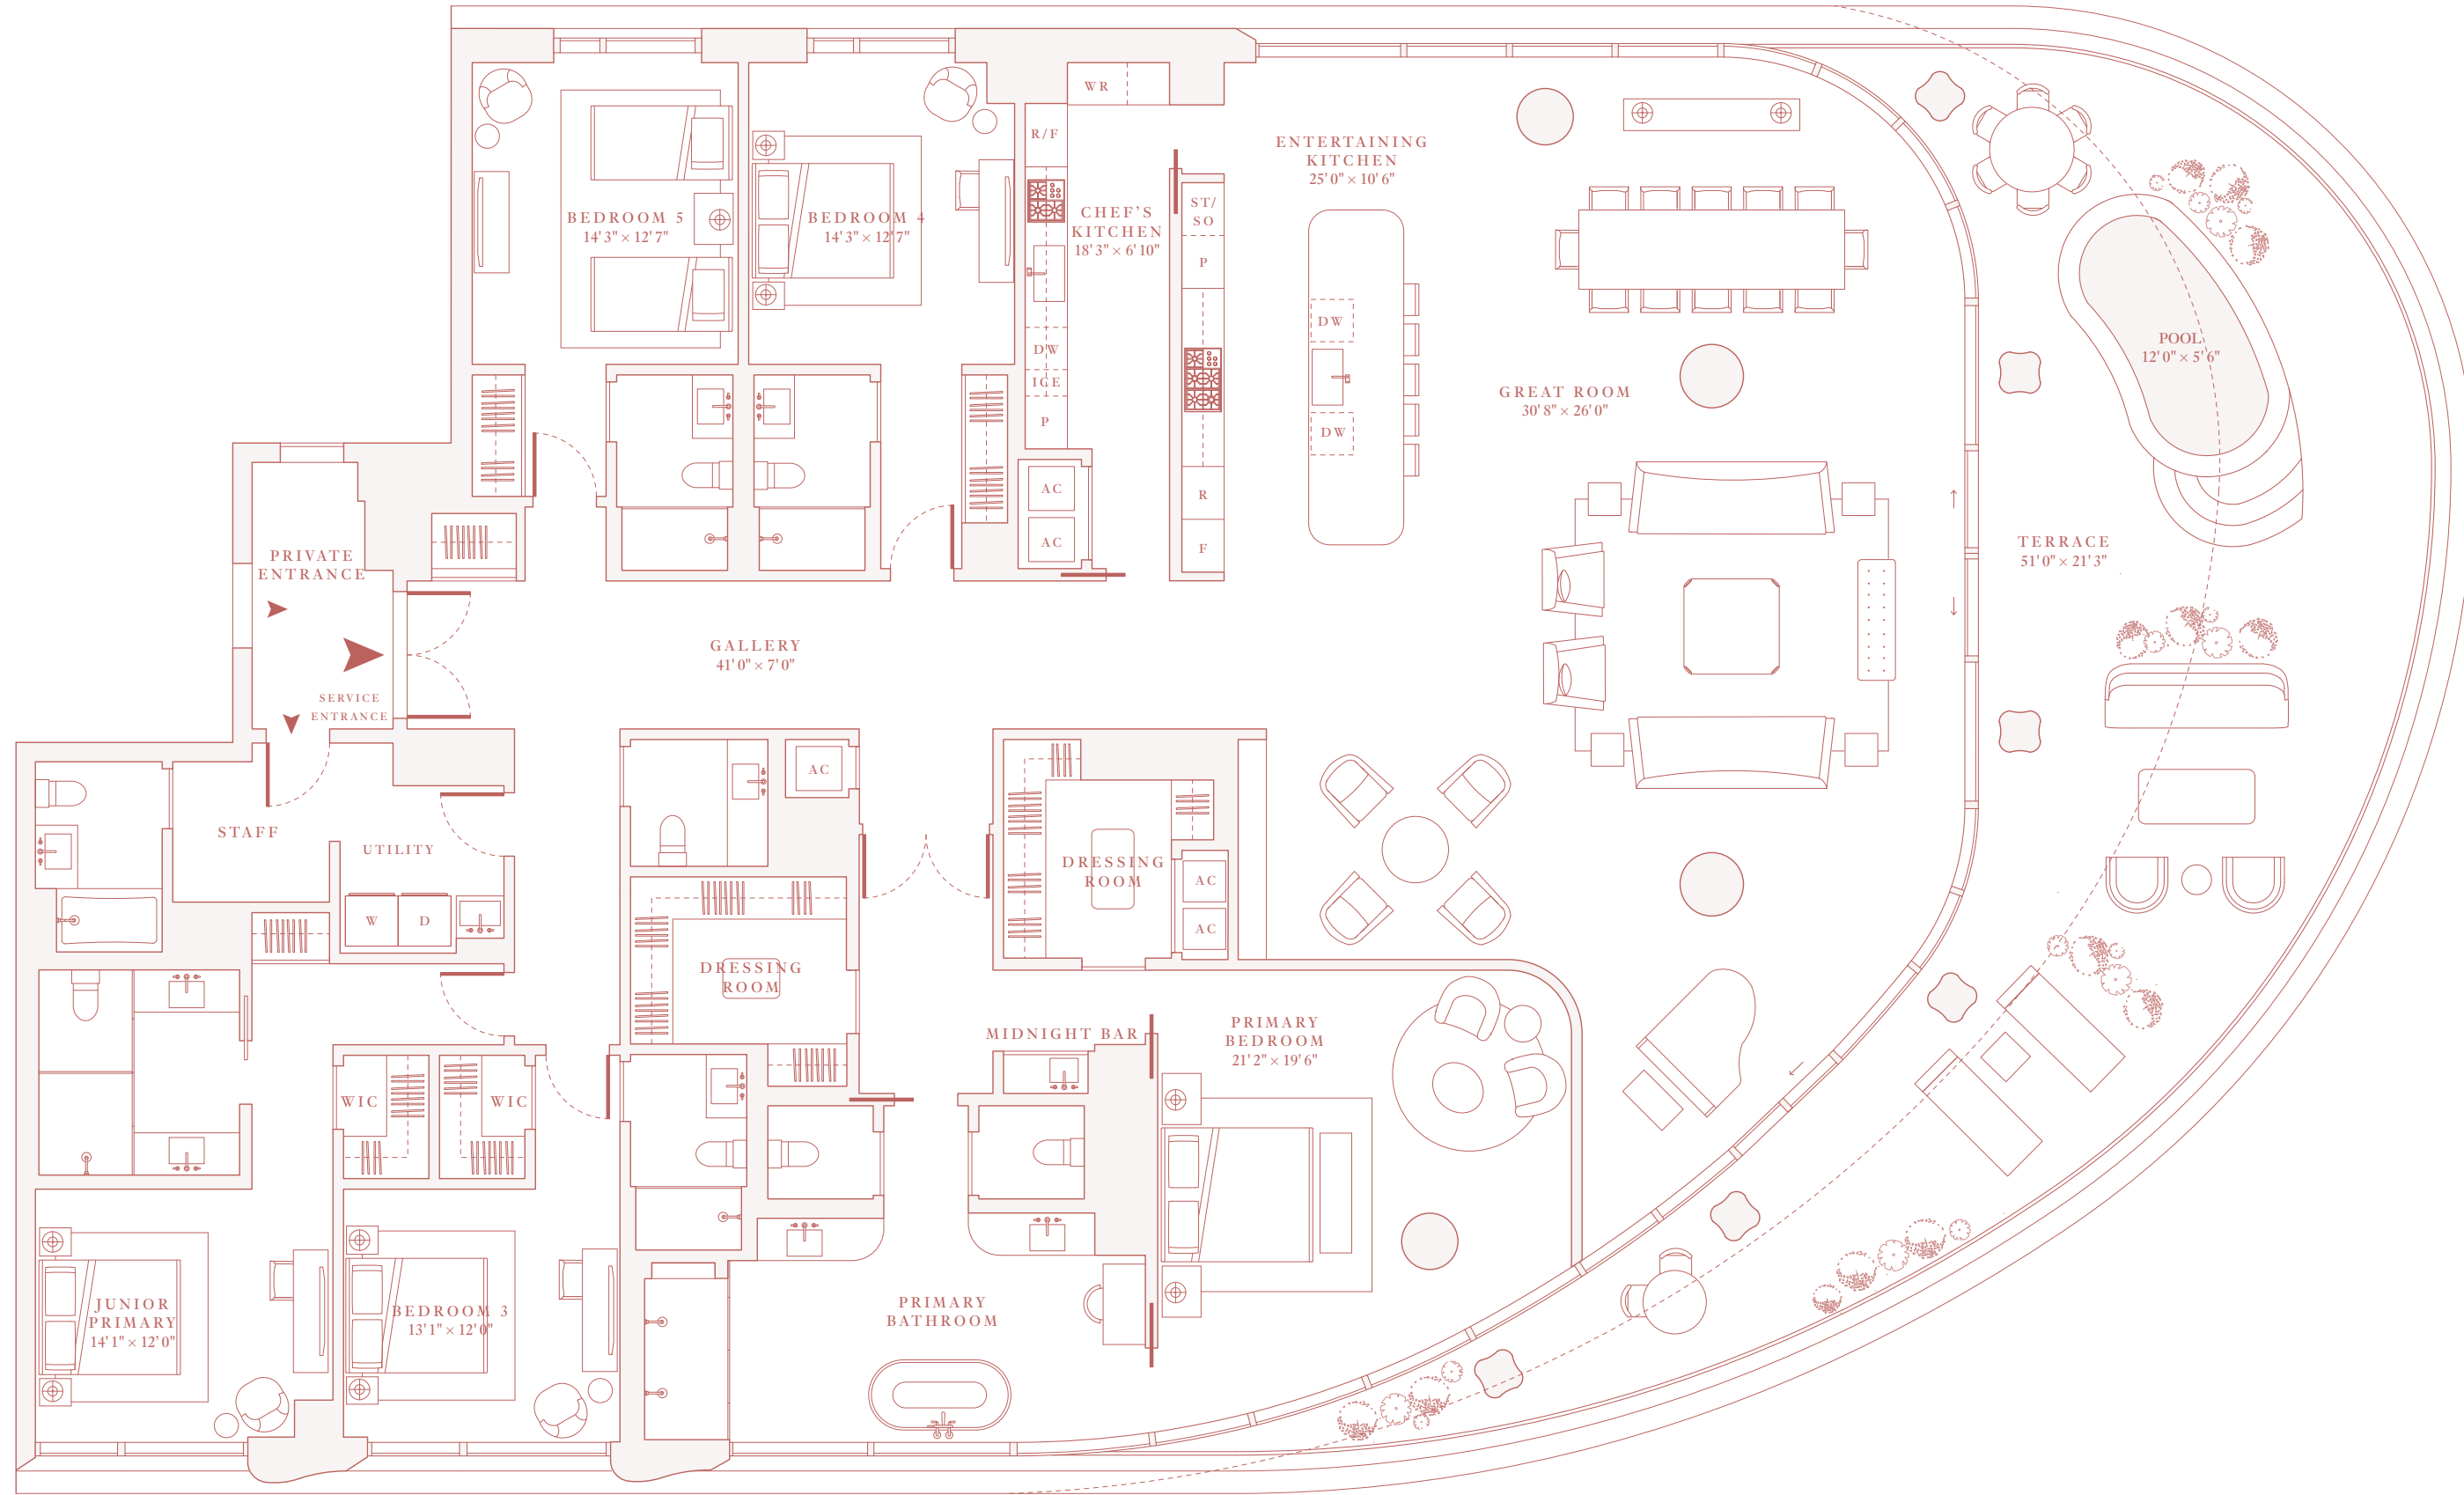 WR
R/F
ENTERTAINING
KITCHEN
25' 0" × 10' 6"
BEDROOM 5
14' 3" × 12' 7"
BEDROOM 4
14' 3" × 12' 7"
CHEF'S
KITCHEN
18' 3" × 6' 10"
ST/
SO
P
DW
DW
ICE
P
DW
R
F
AC
AC
GREAT ROOM
30' 8" × 26' 0"
POOL
12' 0" × 5' 6"
TERRACE
51' 0" × 21' 3"
PRIVATE
ENTRANCE
SERVICE
ENTRANCE
GALLERY
41' 0" × 7' 0"
STAFF
UTILITY
W
D
AC
DRESSING
ROOM
AC
AC
DRESSING
ROOM
MIDNIGHT BAR
PRIMARY
BEDROOM
21' 2" × 19' 6"
WIC
WIC
JUNIOR
PRIMARY
14' 1" × 12' 0"
BEDROOM 3
13' 1" × 12' 0"
PRIMARY
BATHROOM